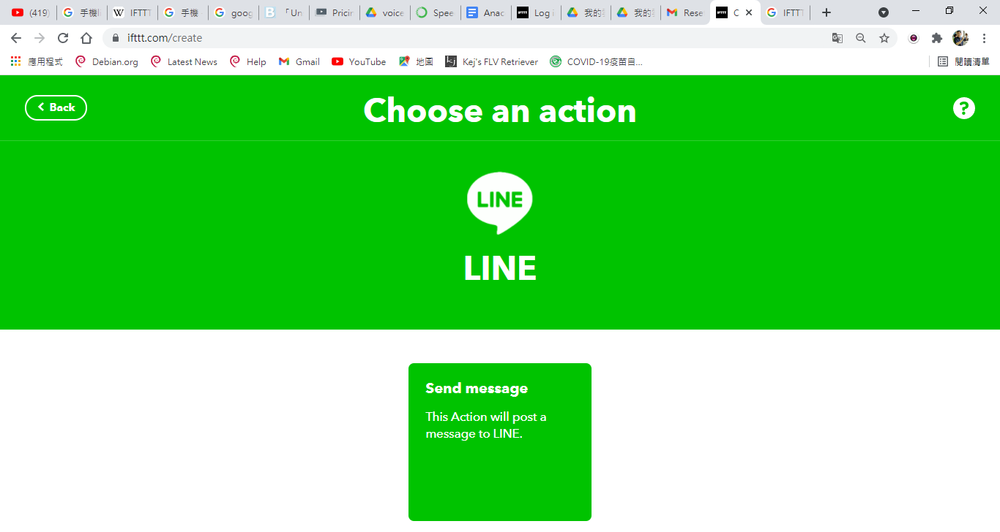 (419)
手機
IFTTT
手機
goog
「Un
Pricin
voice
Spee
Anac
Log i
我的
我的
Rese
C
IFTTT
ifttt.com/create
應用程式 Debian.org Latest News Help Gmail YouTube 地圖 Kej's FLV Retriever COVID-19疫苗自... 閱讀清單
Back
Choose an action
?
LINE
LINE
Send message
This Action will post a
message to LINE.